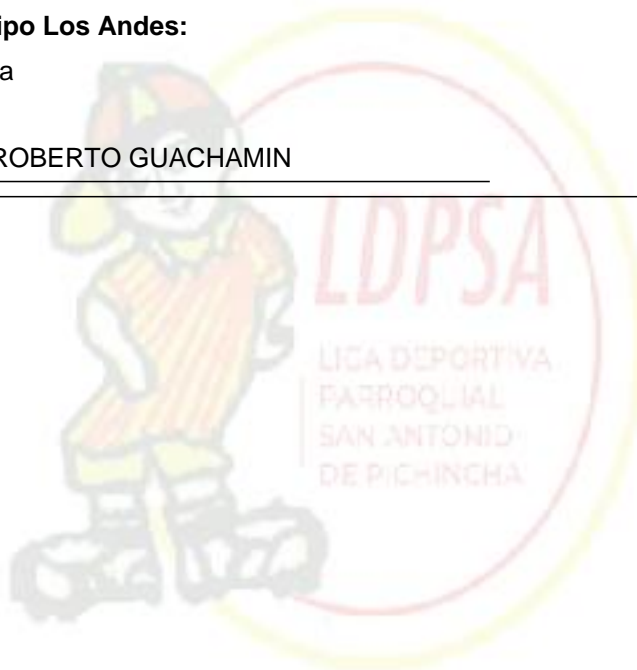 ipo Los Andes:
a
ROBERTO GUACHAMIN
LDPSA
LIGA DEPORTIVA
PARROQUIAL
SAN ANTONIO
DE PICHINCHA